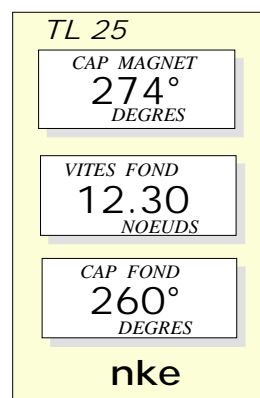 TL 25
CAP MAGNET
274°
DEGRES
VITES FOND
12.30
NOEUDS
CAP FOND
260°
DEGRES
nke